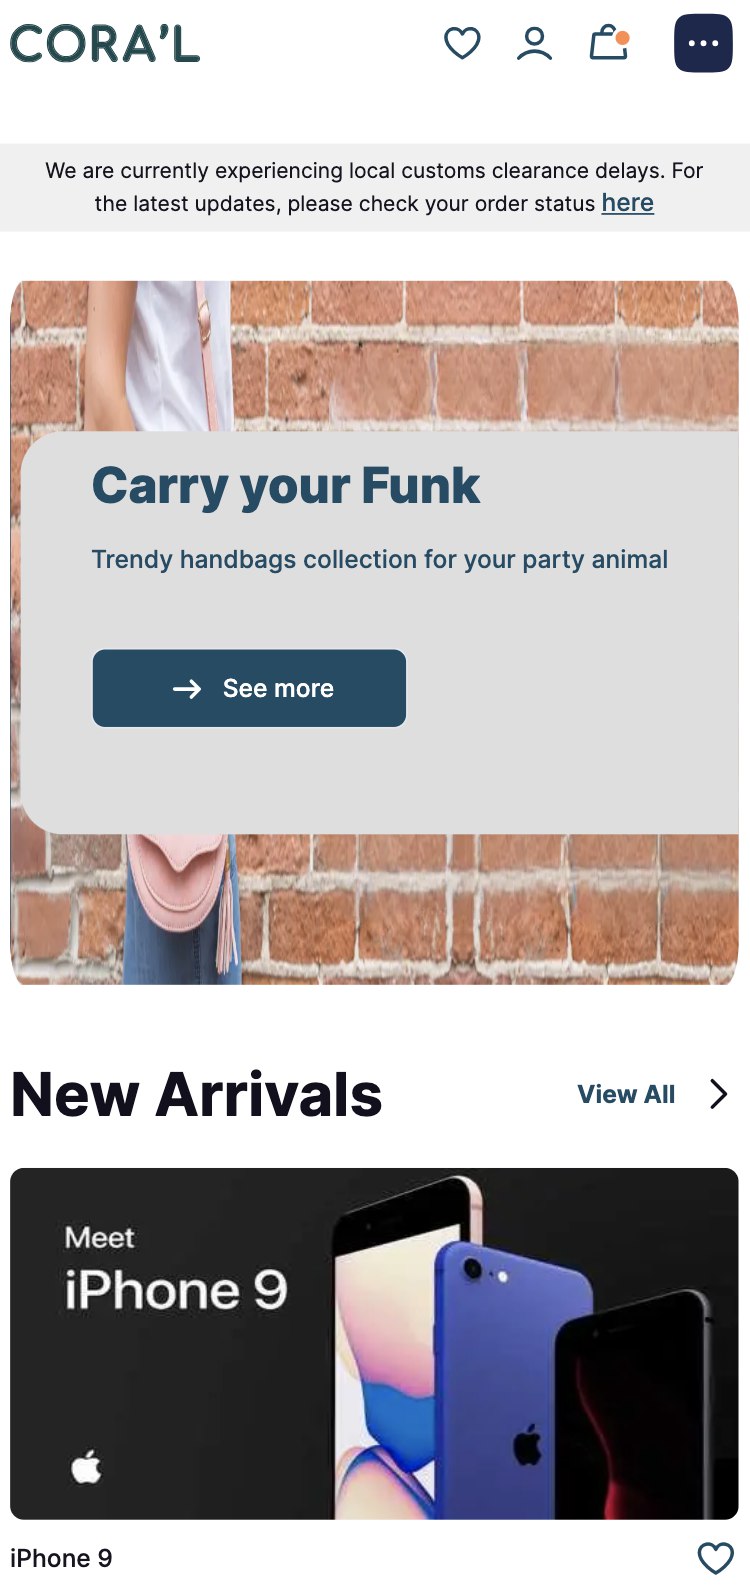 CORA'L
We are currently experiencing local customs clearance delays. For
the latest updates, please check your order status here
Carry your Funk
Trendy handbags collection for your party animal
See more
New Arrivals
View All
Meet
iPhone 9
iPhone 9